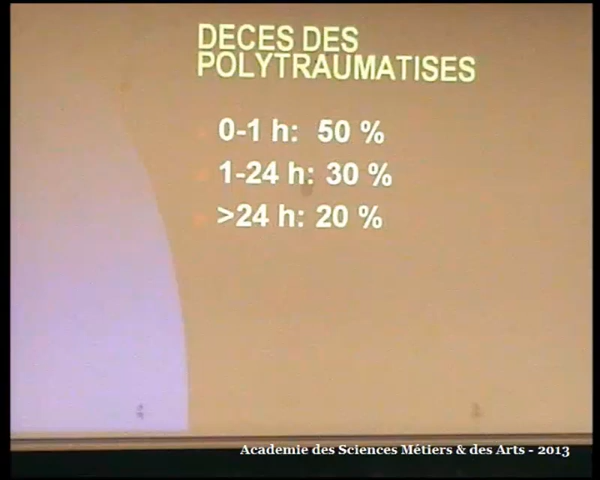 DECES DES
POLYTRAUMATISES
0-1 h: 50 %
1-24 h: 30 %
>24 h: 20 %
Academie des Sciences Métiers & des Arts - 2013